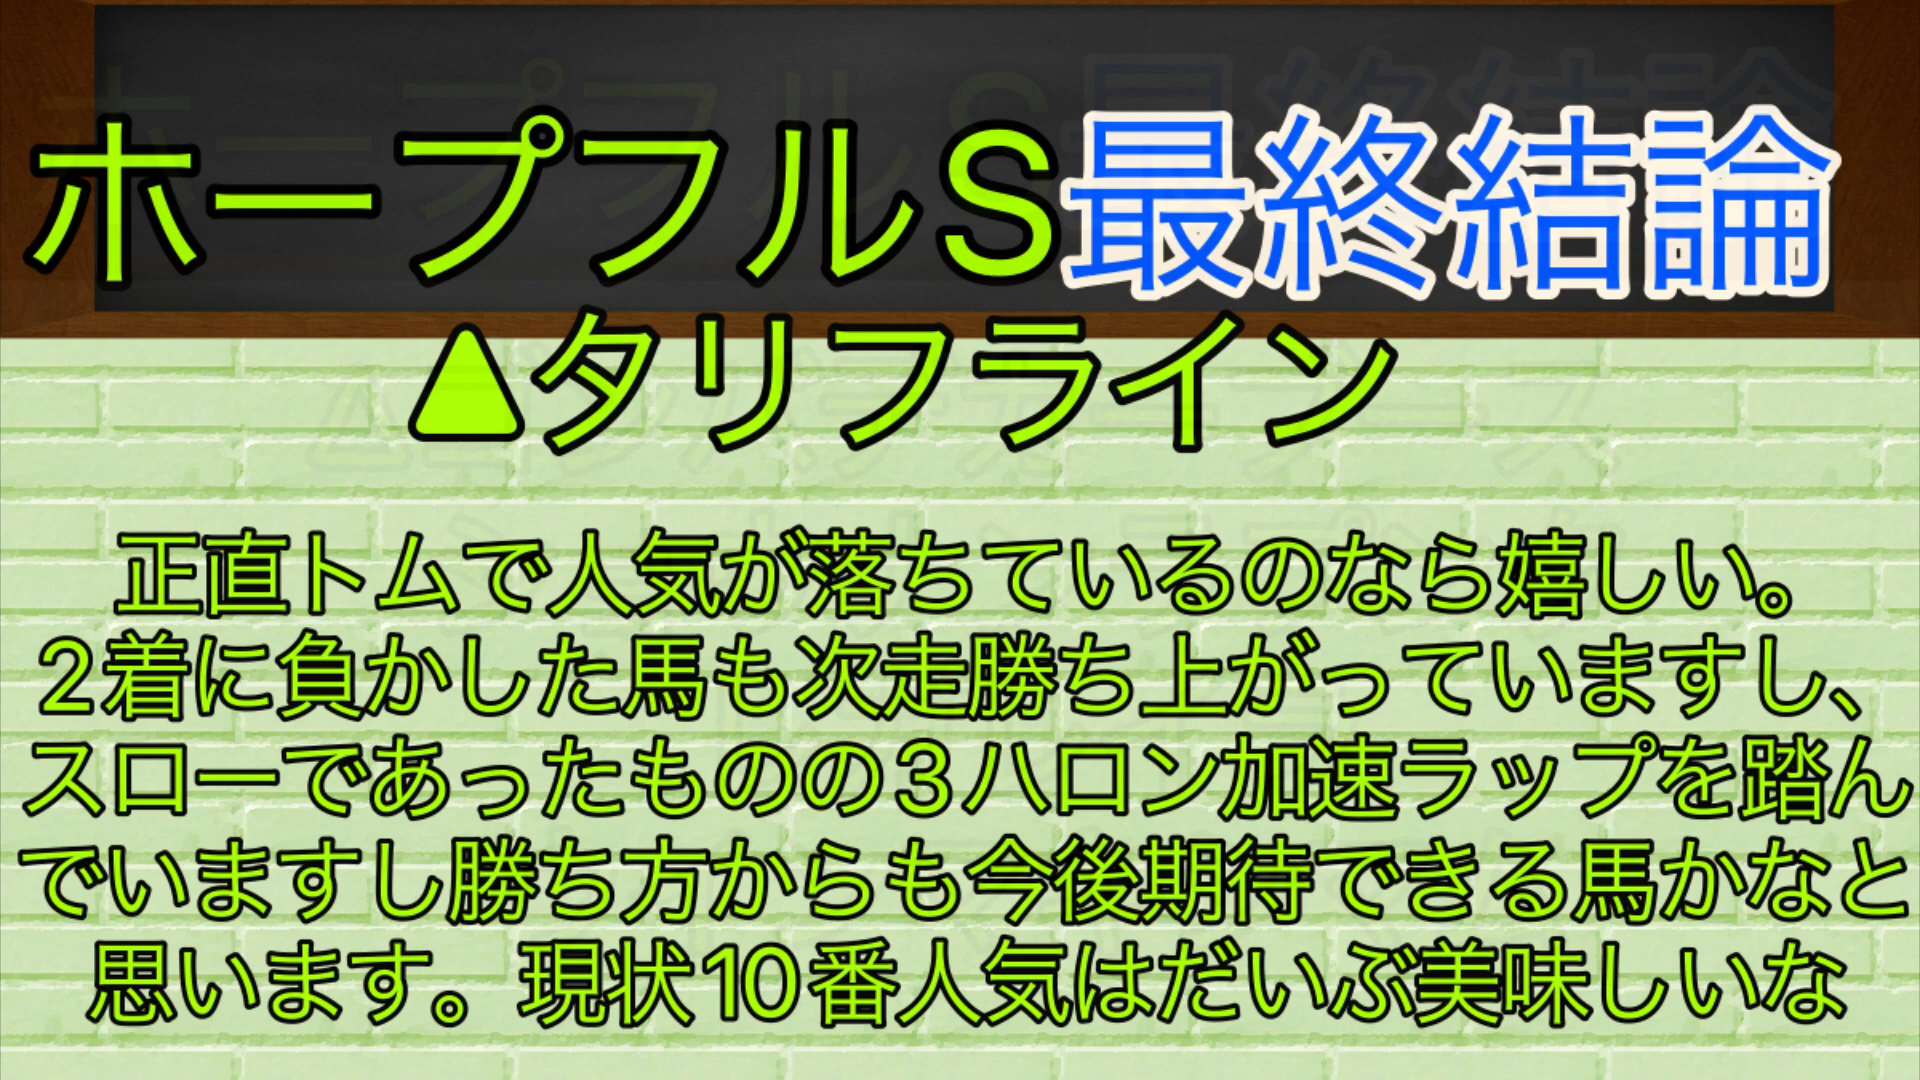 ホープフルS最終結論
▲タリフライン
正直トムで人気が落ちているのなら嬉しい。
2着に負かした馬も次走勝ち上がっていますし、
スローであったものの3ハロン加速ラップを踏ん
でいますし勝ち方からも今後期待できる馬かなと
思います。現状10番人気はだいぶ美味しいな